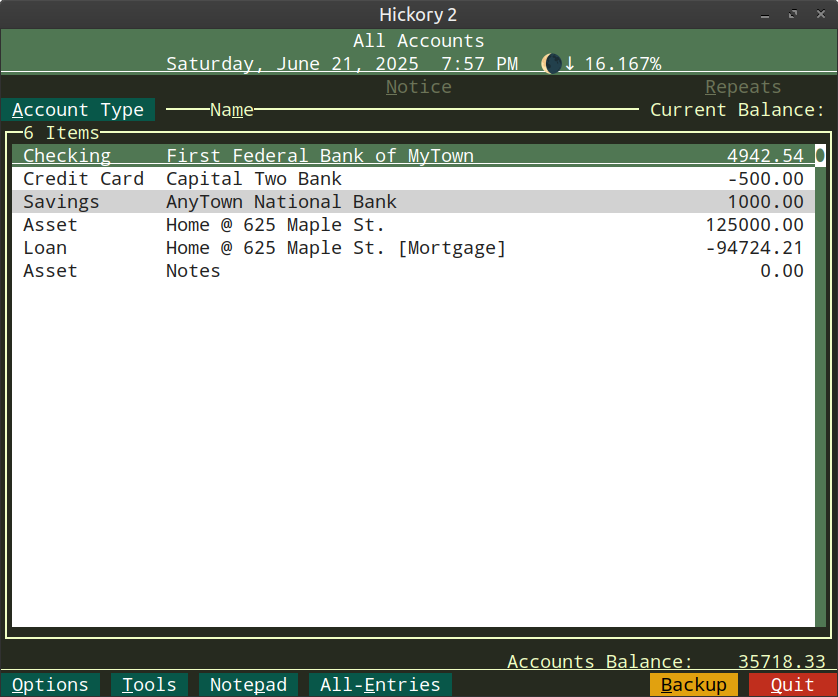 Hickory 2
All Accounts
Saturday, June 21, 2025 7:57 PM 🌘↓ 16.167%
Notice Repeats
Account Type Name Current Balance:
6 Items
Checking First Federal Bank of MyTown 4942.54
Credit Card Capital Two Bank -500.00
Savings AnyTown National Bank 1000.00
Asset Home @ 625 Maple St. 125000.00
Loan Home @ 625 Maple St. [Mortgage] -94724.21
Asset Notes 0.00
Accounts Balance: 35718.33
Options Tools Notepad All-Entries Backup Quit